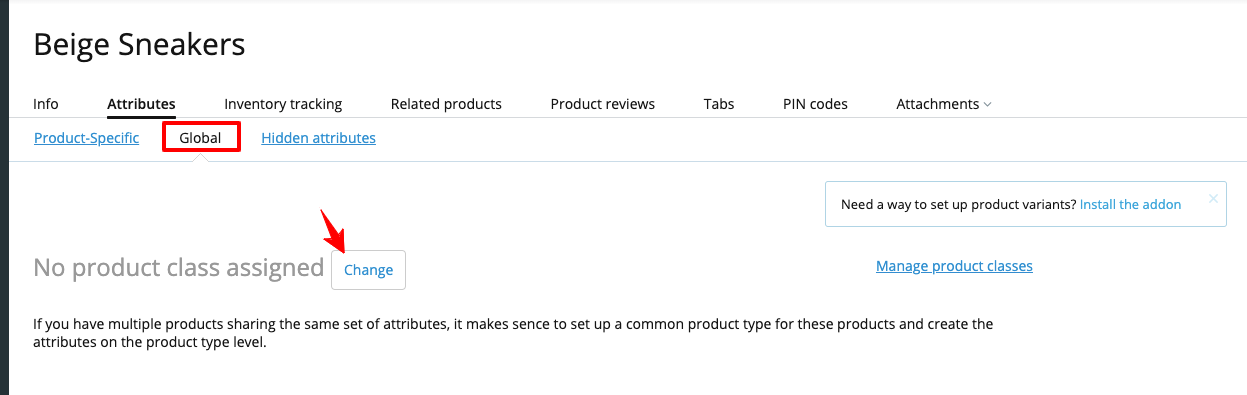 Beige Sneakers
Info Attributes Inventory tracking Related products Product reviews Tabs PIN codes Attachments
Product-Specific Global Hidden attributes
Need a way to set up product variants? Install the addon
No product class assigned Change Manage product classes
If you have multiple products sharing the same set of attributes, it makes sence to set up a common product type for these products and create the
attributes on the product type level.